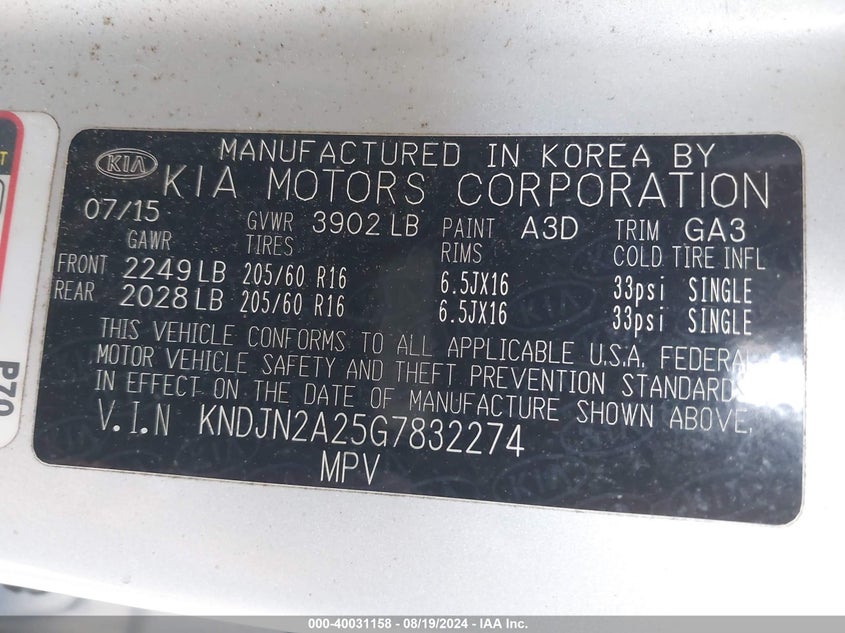 KIA
MANUFACTURED IN KOREA BY
KIA MOTORS CORPORATION
07/15 GVWR 3902 LB PAINT A3D TRIM GA3
GAWR TIRES RIMS COLD TIRE INFL
FRONT 2249 LB 205/60 R16 6.5JX16 33psi SINGLE
REAR 2028 LB 205/60 R16 6.5JX16 33psi SINGLE
THIS VEHICLE CONFORMS TO ALL APPLICABLE U.S.A. FEDERAL
MOTOR VEHICLE SAFETY AND THEFT PREVENTION STANDARDS
IN EFFECT ON THE DATE OF MANUFACTURE SHOWN ABOVE.
V.I.N KNDJN2A25G7832274
MPV
P70
000-40031158 - 08/19/2024 - IAA Inc.